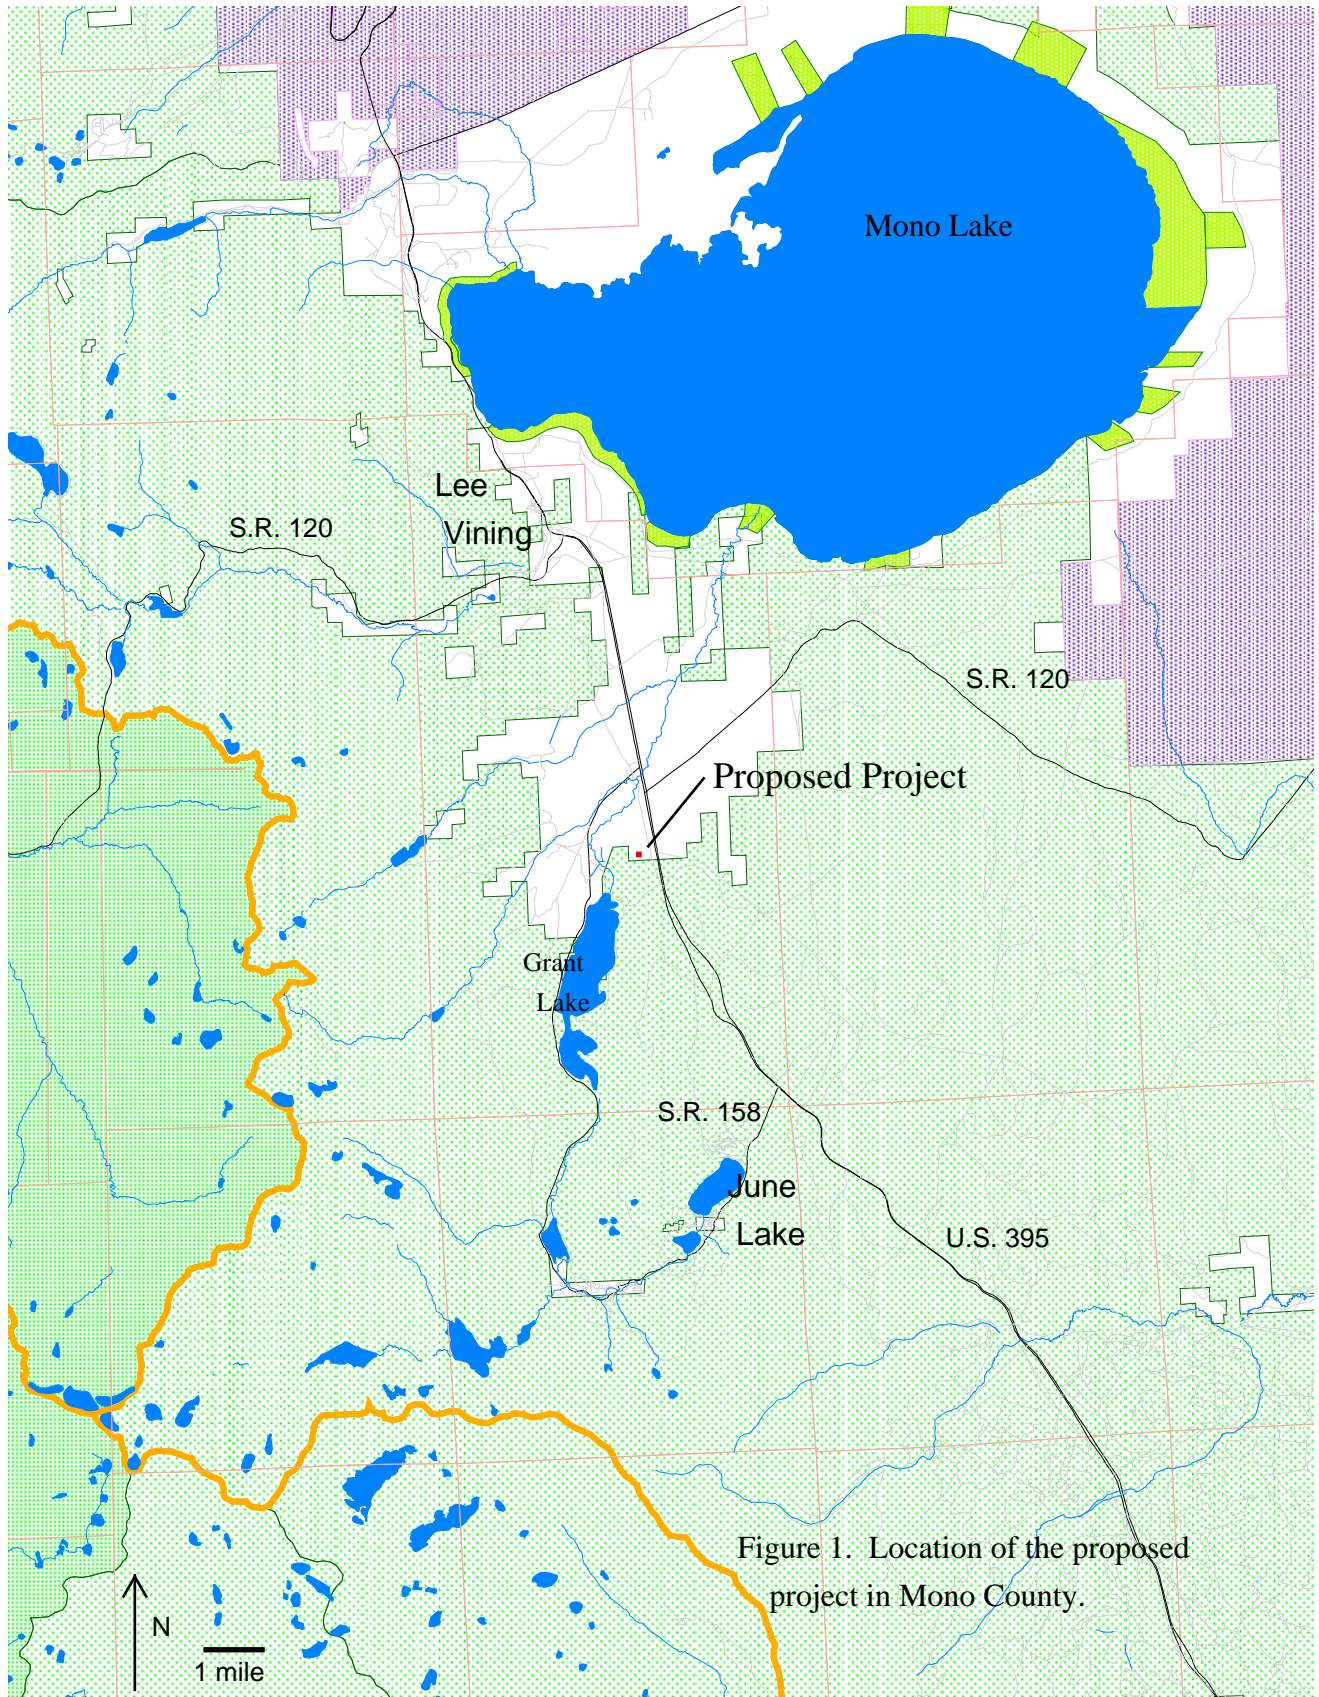 Mono Lake
Lee
Vining
S.R. 120
S.R. 120
Proposed Project
Grant
Lake
S.R. 158
June
Lake
U.S. 395
Figure 1. Location of the proposed
project in Mono County.
N
1 mile